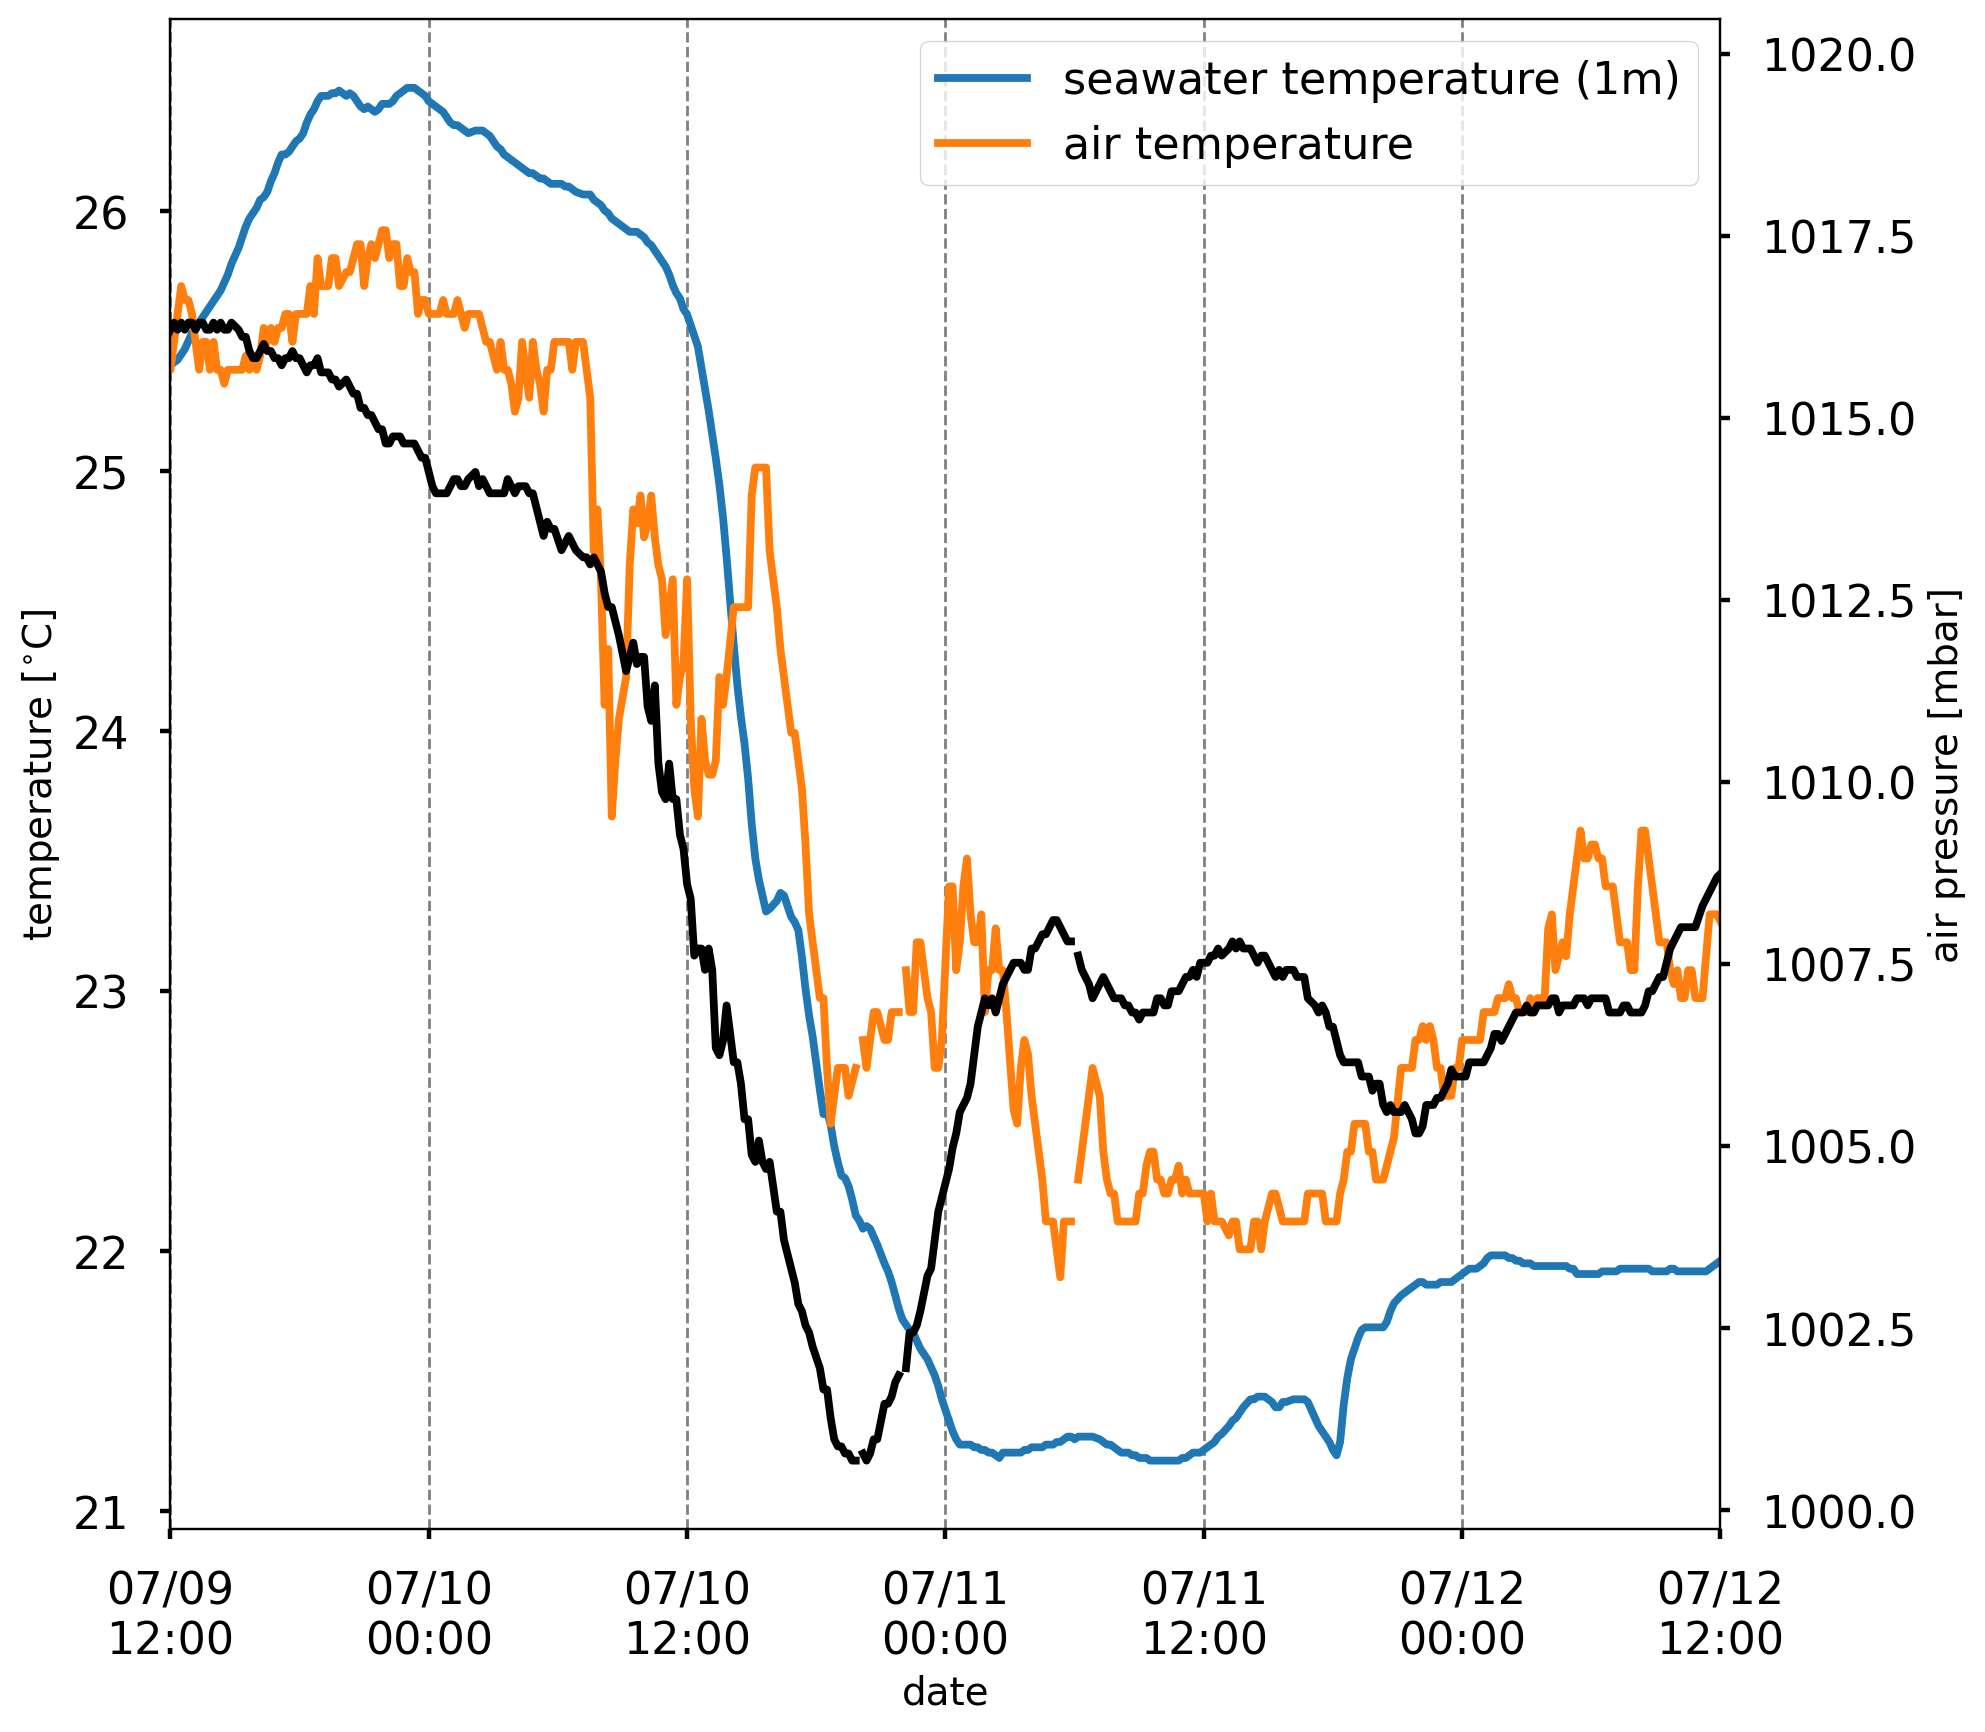 seawater temperature (1m)
air temperature
26
25
24
23
22
21
temperature [°C]
1020.0
1017.5
1015.0
1012.5
1010.0
1007.5
1005.0
1002.5
1000.0
air pressure [mbar]
07/09 07/10 07/10 07/11 07/11 07/12 07/12
12:00 00:00 12:00 00:00 12:00 00:00 12:00
date